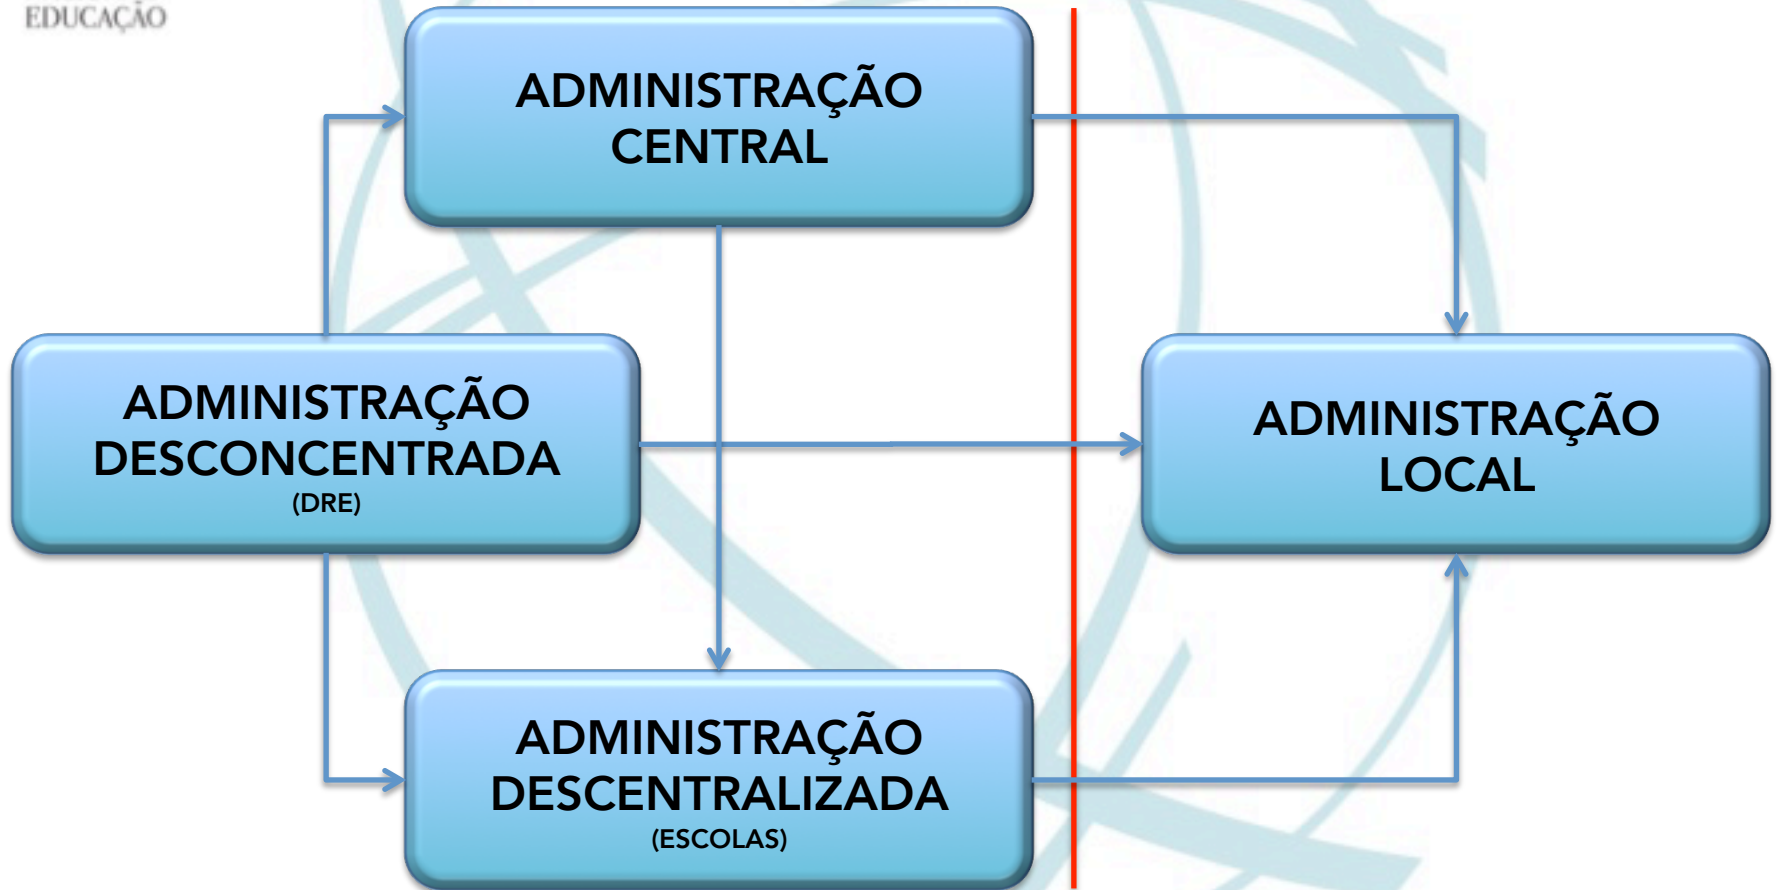 EDUCAÇÃO
ADMINISTRAÇÃO
CENTRAL
ADMINISTRAÇÃO
DESCONCENTRADA
(DRE)
ADMINISTRAÇÃO
LOCAL
ADMINISTRAÇÃO
DESCENTRALIZADA
(ESCOLAS)